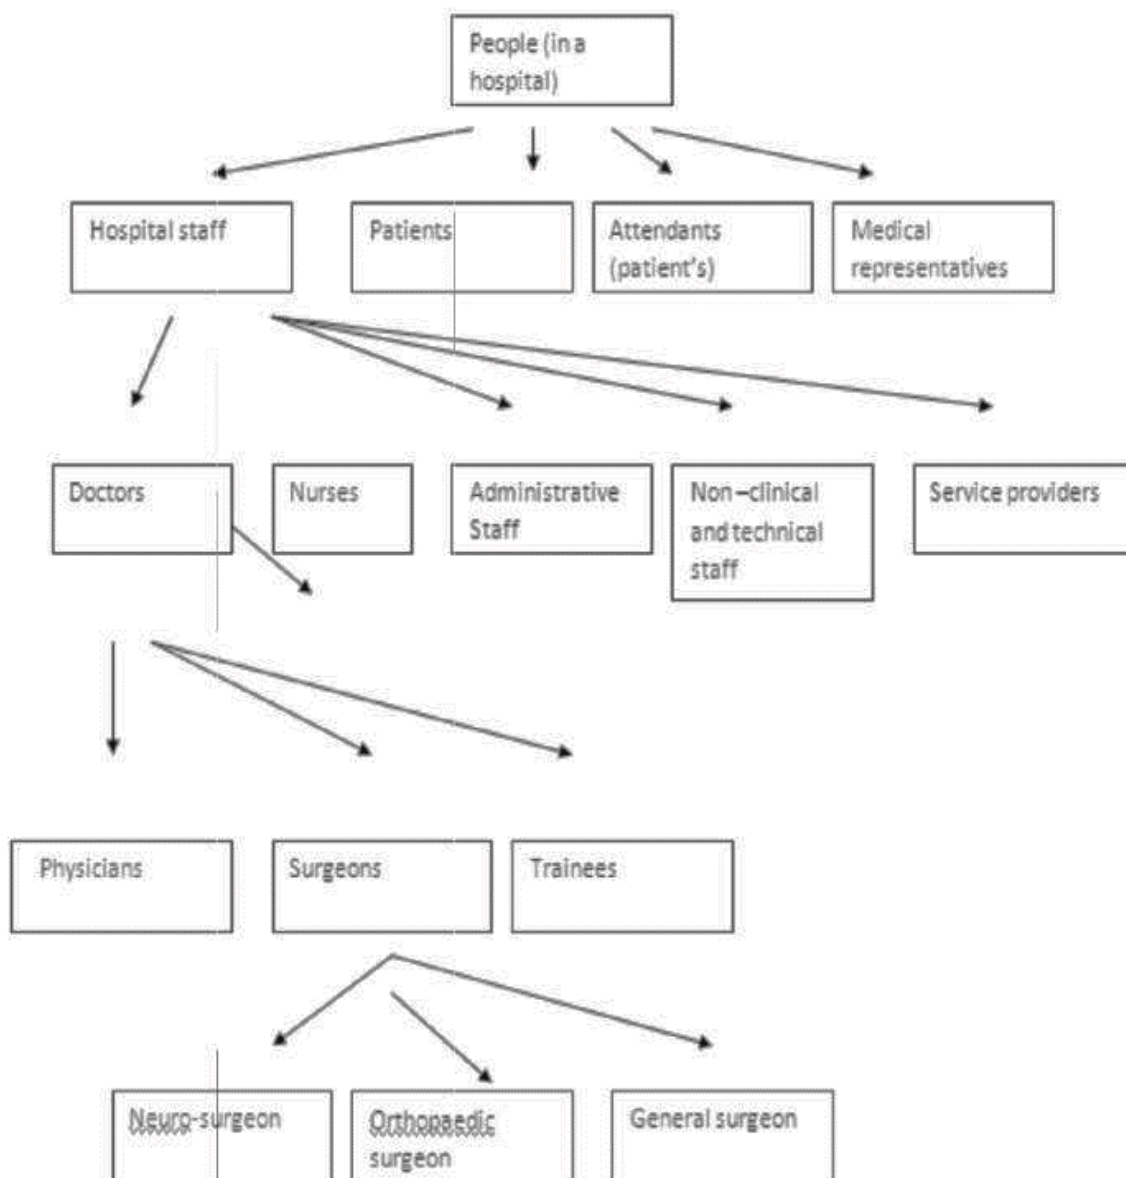 People (in a
hospital)
Hospital staff
Patients
Attendants
(patient's)
Medical
representatives
Doctors
Nurses
Administrative
Staff
Non –clinical
and technical
staff
Service providers
Physicians
Surgeons
Trainees
Neuro-surgeon
Orthopaedic
surgeon
General surgeon